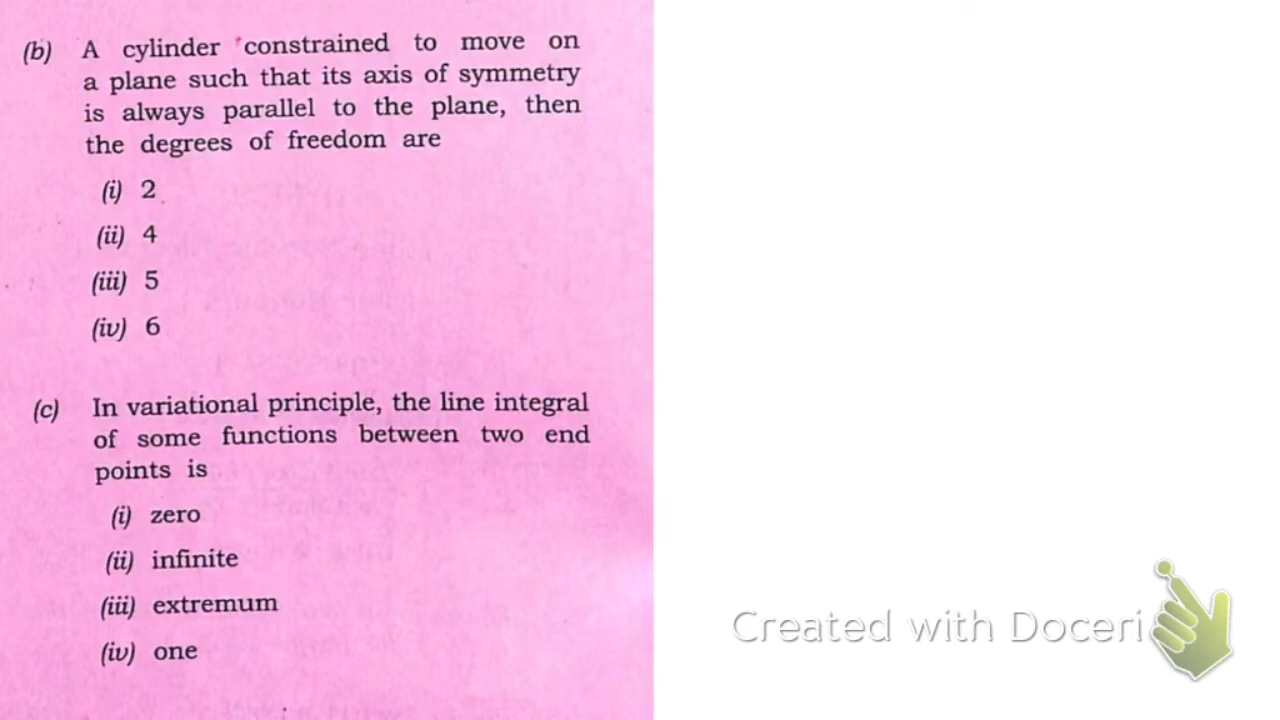 (b) A cylinder constrained to move on
a plane such that its axis of symmetry
is always parallel to the plane, then
the degrees of freedom are
(i) 2
(ii) 4
(iii) 5
(iv) 6
(c) In variational principle, the line integral
of some functions between two end
points is
(i) zero
(ii) infinite
(iii) extremum
(iv) one
Created with Doceri